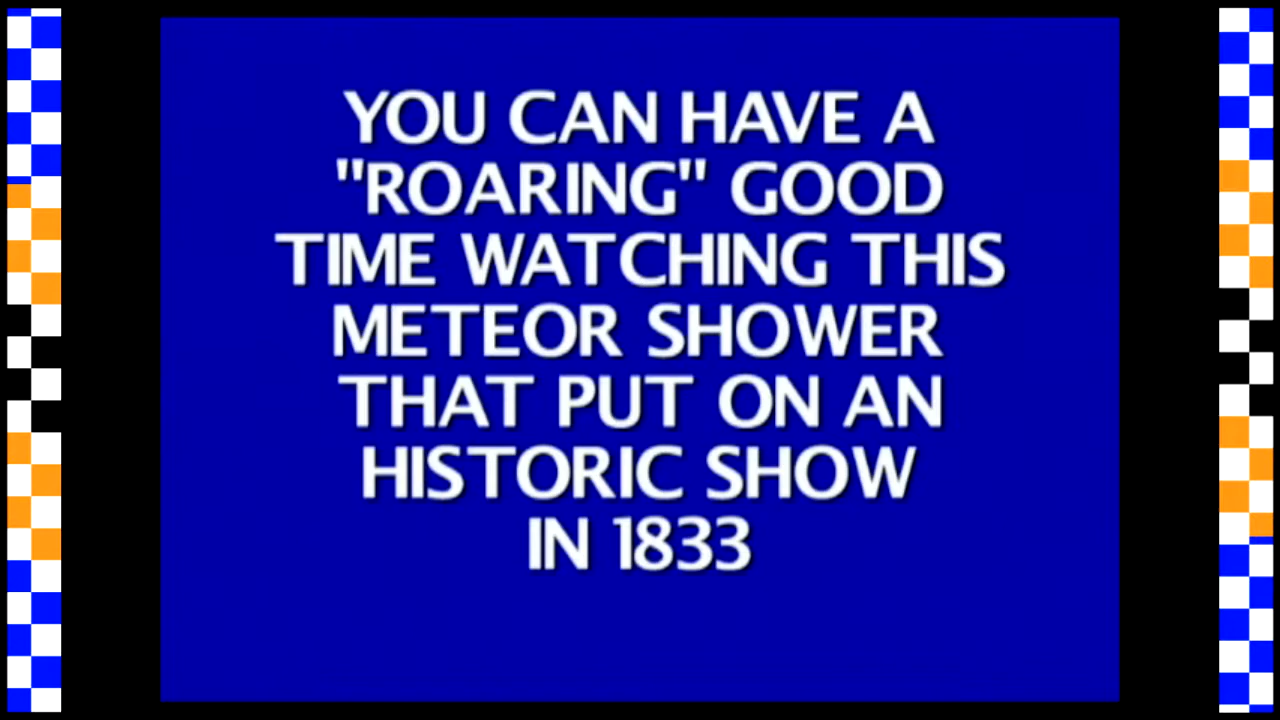 YOU CAN HAVE A
"ROARING" GOOD
TIME WATCHING THIS
METEOR SHOWER
THAT PUT ON AN
HISTORIC SHOW
IN 1833